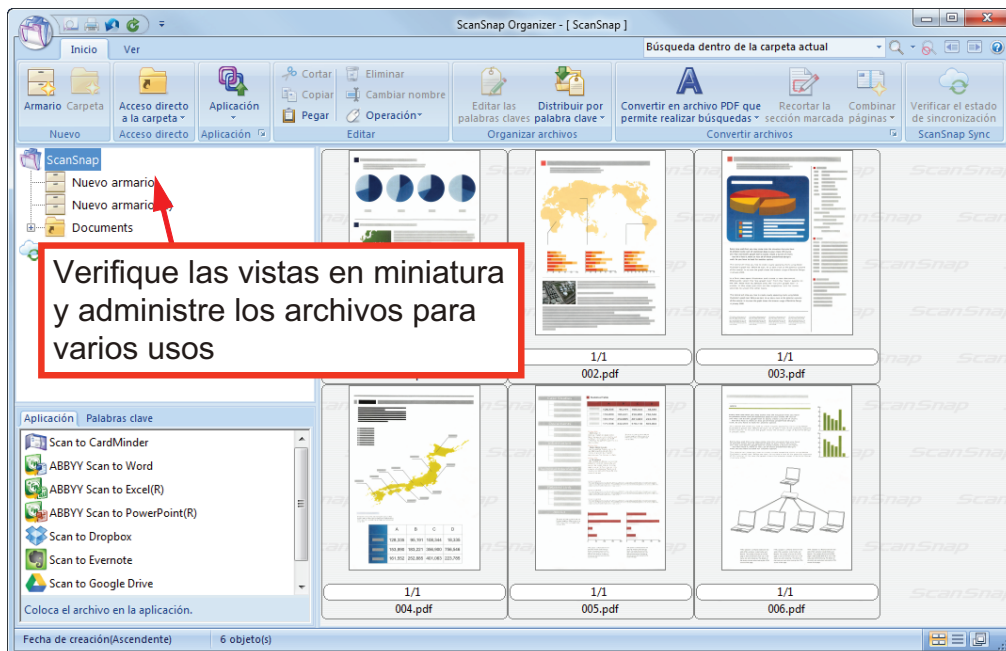 ScanSnap Organizer - [ ScanSnap ]
Inicio Ver
Búsqueda dentro de la carpeta actual
Armario Carpeta
Nuevo
Acceso directo
a la carpeta
Acceso directo
Aplicación
Aplicación
Cortar
Copiar
Pegar
Eliminar
Cambiar nombre
Operación
Editar
Editar las
palabras claves
Distribuir por
palabra clave
Organizar archivos
Convertir en archivo PDF que
permite realizar búsquedas
Recortar la
sección marcada
Combinar
páginas
Convertir archivos
Verificar el estado
de sincronización
ScanSnap Sync
ScanSnap
Nuevo armario
Nuevo armario
Documents
Verifique las vistas en miniatura
y administre los archivos para
varios usos
1/1
002.pdf
1/1
003.pdf
1/1
004.pdf
1/1
005.pdf
1/1
006.pdf
Aplicación Palabras clave
Scan to CardMinder
ABBYY Scan to Word
ABBYY Scan to Excel(R)
ABBYY Scan to PowerPoint(R)
Scan to Dropbox
Scan to Evernote
Scan to Google Drive
Coloca el archivo en la aplicación.
Fecha de creación(Ascendente) 6 objeto(s)